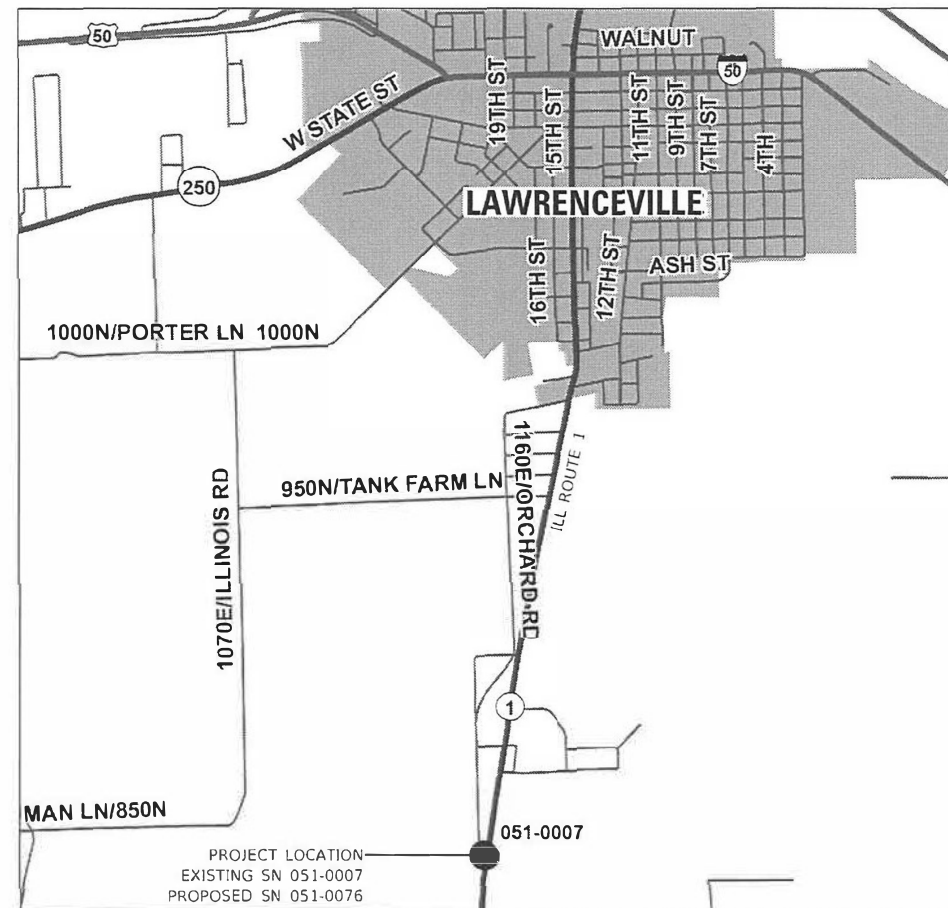 50
WALNUT
50
W STATE ST
19TH ST
15TH ST
11TH ST
9TH ST
7TH ST
4TH
250
LAWRENCEVILLE
16TH ST
12TH ST
ASH ST
1000N/PORTER LN 1000N
1160E/ORCHARD RD
ILL ROUTE 1
950N/TANK FARM LN
1070E/ILLINOIS RD
1
MAN LN/850N
051-0007
PROJECT LOCATION
EXISTING SN 051-0007
PROPOSED SN 051-0076